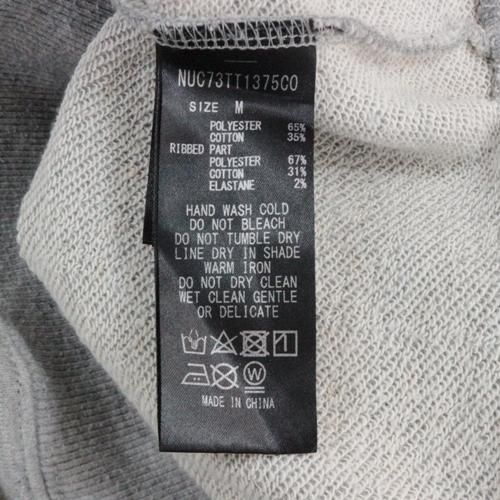 NUC73TT1375CO
SIZE M
POLYESTER 65%
COTTON 35%
RIBBED PART
POLYESTER 67%
COTTON 31%
ELASTANE 2%
HAND WASH COLD
DO NOT BLEACH
DO NOT TUMBLE DRY
LINE DRY IN SHADE
WARM IRON
DO NOT DRY CLEAN
WET CLEAN GENTLE
OR DELICATE
W
MADE IN CHINA